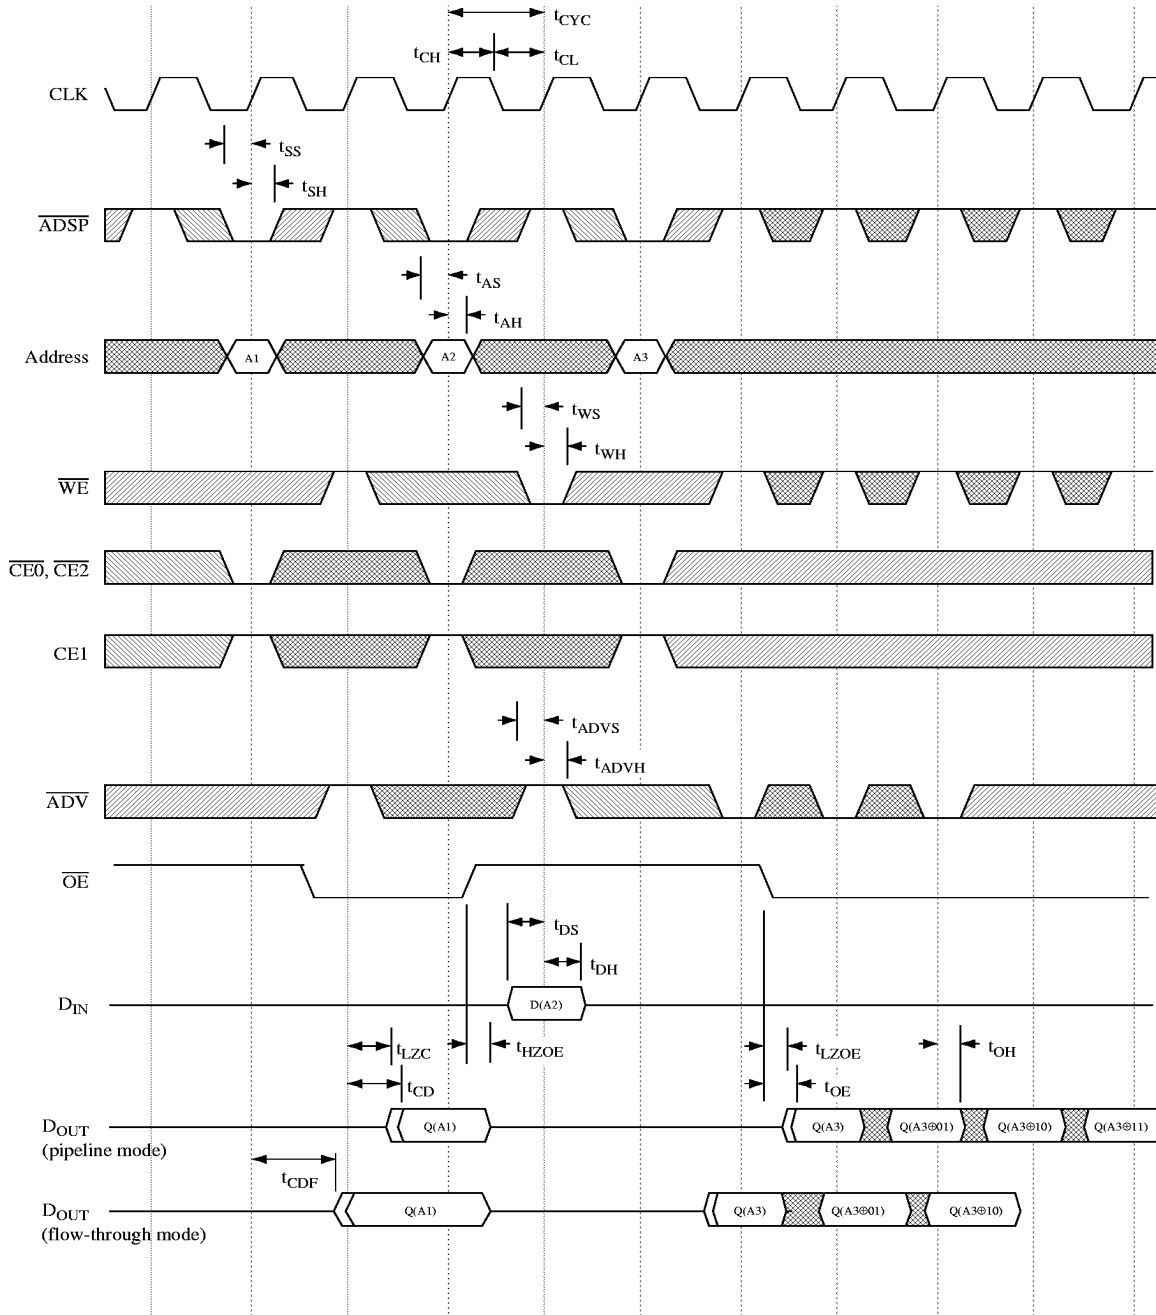 tCYC
tCH tCL
CLK
tSS
tSH
ADSP
tAS
tAH
Address A1 A2 A3
tWS
tWH
WE
CE0, CE2
CE1
tADVS
tADVH
ADV
OE
tDS
tDH
DIN D(A2)
tLZC tHZOE tLZOE tOH
tCD tOE
DOUT Q(A1) Q(A3) Q(A3⊕01) Q(A3⊕10) Q(A3⊕11)
(pipeline mode)
tCDF
DOUT Q(A1) Q(A3) Q(A3⊕01) Q(A3⊕10)
(flow-through mode)